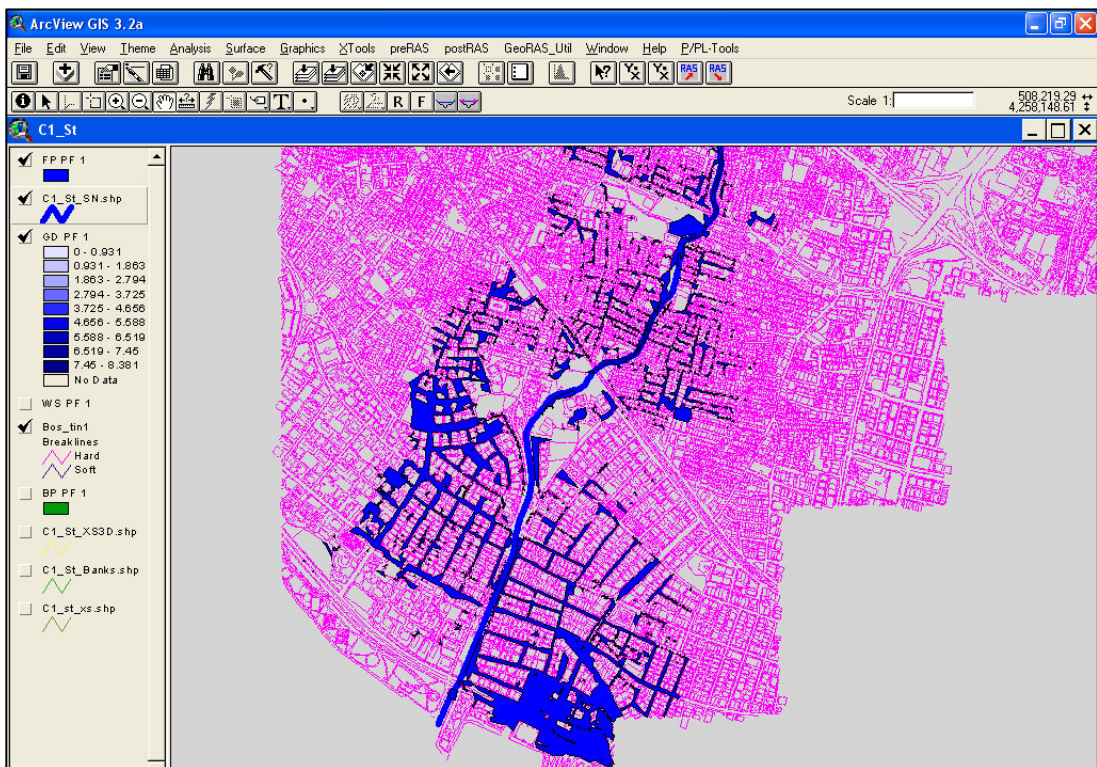 ArcView GIS 3.2a
File Edit View Theme Analysis Surface Graphics XTools preRAS postRAS GeoRAS_Util Window Help P/PL-Tools
Y X Y X RAS RAS
T R F Scale 1: 508,219.29
4,258,148.61
C1_St
FP PF 1
C1_St_SN.shp
GD PF 1
0 - 0.931
0.931 - 1.863
1.863 - 2.794
2.794 - 3.725
3.725 - 4.656
4.656 - 5.588
5.588 - 6.519
6.519 - 7.45
7.45 - 8.381
No Data
WS PF 1
Bos_tin1
Breaklines
Hard
Soft
BP PF 1
C1_St_XS3D.shp
C1_St_Banks.shp
C1_st_xs.shp